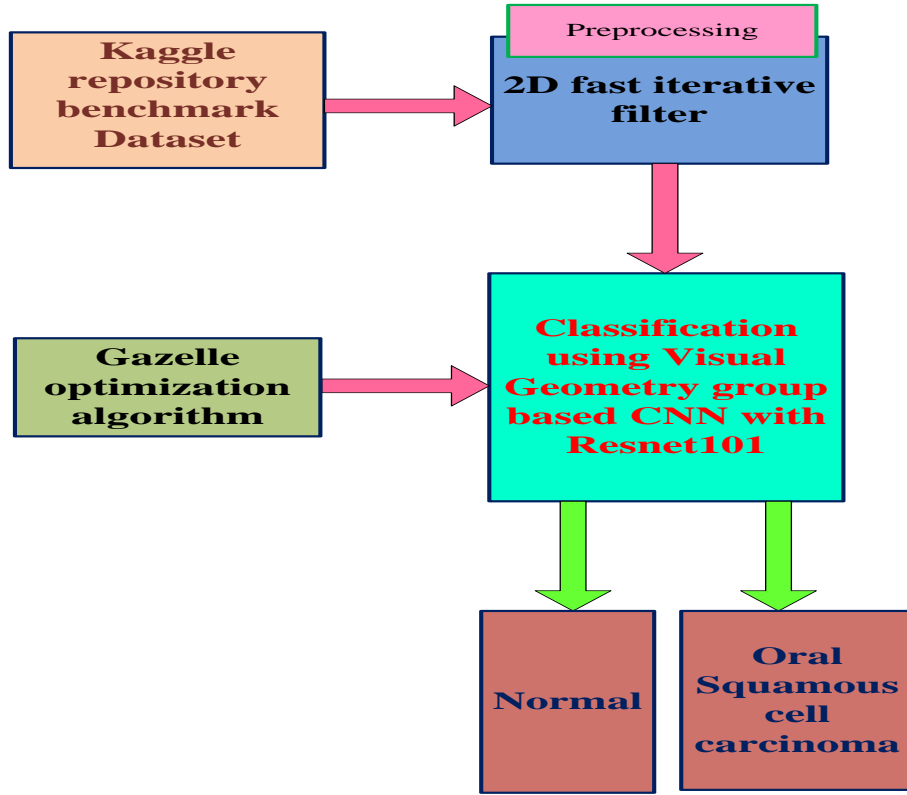 Kaggle
repository
benchmark
Dataset
Preprocessing
2D fast iterative
filter
Gazelle
optimization
algorithm
Classification
using Visual
Geometry group
based CNN with
Resnet101
Normal
Oral
Squamous
cell
carcinoma